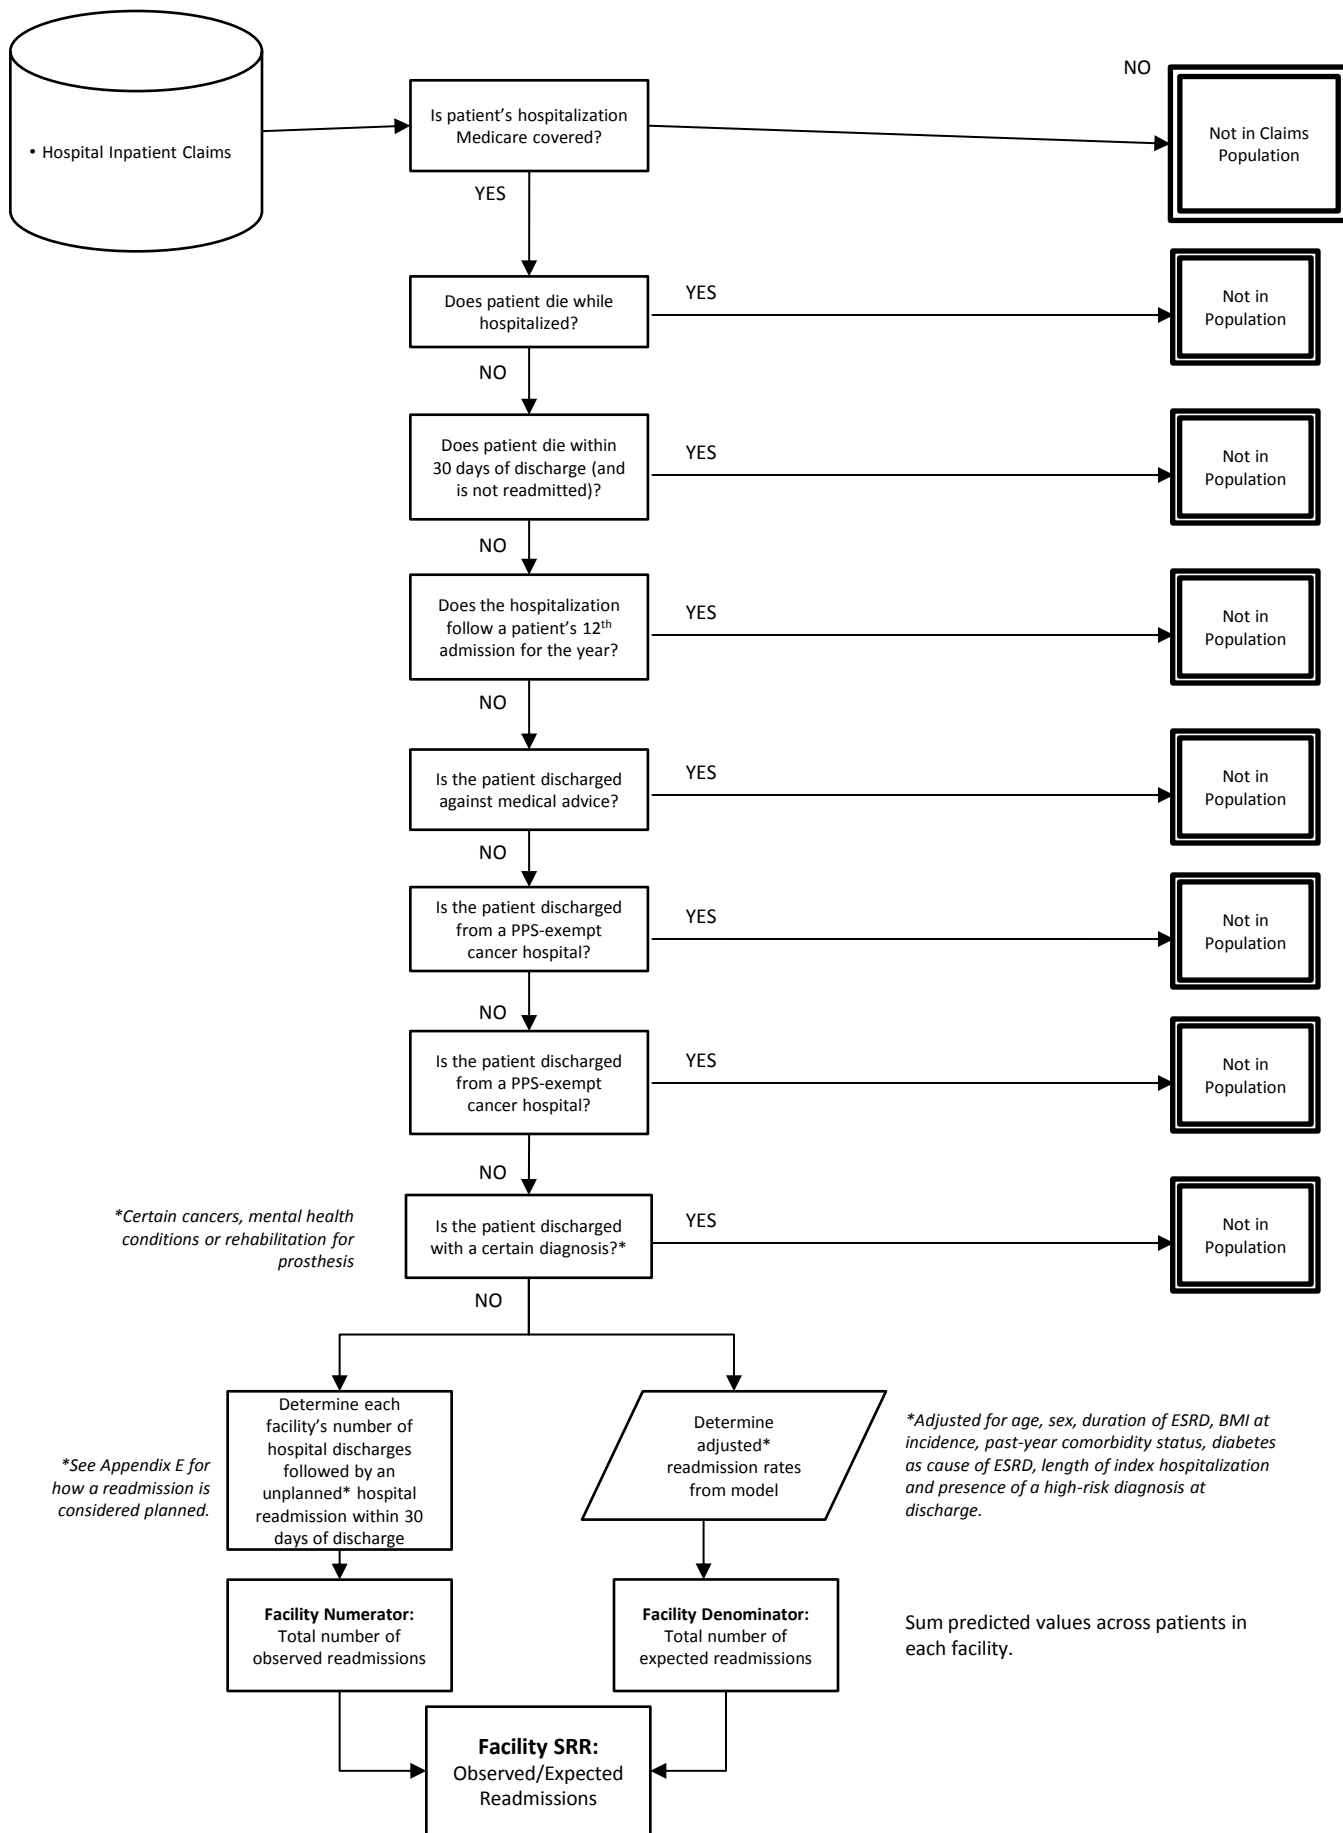 NO
Is patient's hospitalization
Medicare covered?
Not in Claims
Population
• Hospital Inpatient Claims
YES
Does patient die while
hospitalized?
YES
Not in
Population
NO
Does patient die within
30 days of discharge (and
is not readmitted)?
YES
Not in
Population
NO
Does the hospitalization
follow a patient's 12th
admission for the year?
YES
Not in
Population
NO
Is the patient discharged
against medical advice?
YES
Not in
Population
NO
Is the patient discharged
from a PPS-exempt
cancer hospital?
YES
Not in
Population
NO
Is the patient discharged
from a PPS-exempt
cancer hospital?
YES
Not in
Population
NO
*Certain cancers, mental health
conditions or rehabilitation for
prosthesis
Is the patient discharged
with a certain diagnosis?*
YES
Not in
Population
NO
*See Appendix E for
how a readmission is
considered planned.
Determine each
facility's number of
hospital discharges
followed by an
unplanned* hospital
readmission within 30
days of discharge
Determine
adjusted*
readmission rates
from model
*Adjusted for age, sex, duration of ESRD, BMI at
incidence, past-year comorbidity status, diabetes
as cause of ESRD, length of index hospitalization
and presence of a high-risk diagnosis at
discharge.
Facility Numerator:
Total number of
observed readmissions
Facility Denominator:
Total number of
expected readmissions
Sum predicted values across patients in
each facility.
Facility SRR:
Observed/Expected
Readmissions